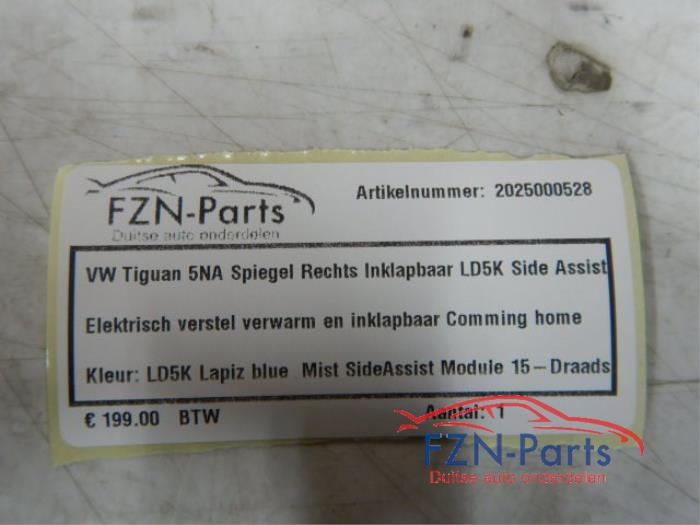 FZN-Parts
Duitse auto onderdelen
Artikelnummer: 2025000528
VW Tiguan 5NA Spiegel Rechts Inklapbaar LD5K Side Assist
Elektrisch verstel verwarm en inklapbaar Comming home
Kleur: LD5K Lapiz blue Mist SideAssist Module 15-Draads
€ 199.00 BTW
Aantal: 1
FZN-Parts
Duitse auto onderdelen